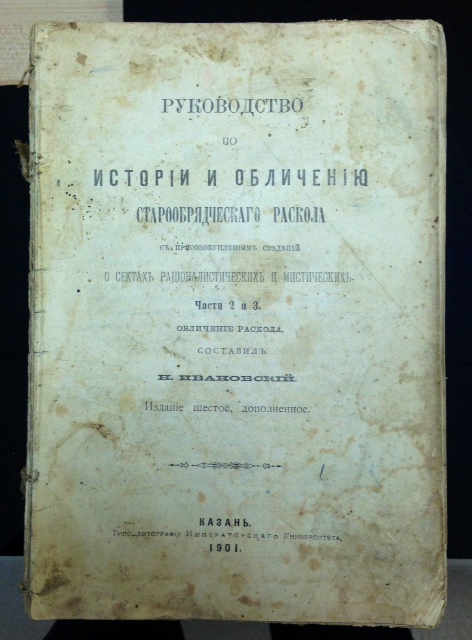 РУКОВОДСТВО
ПО
ИСТОРІИ И ОБЛИЧЕНІЮ
СТАРООБРЯДЧЕСКАГО РАСКОЛА
СЪ ПРИСОВОКУПЛЕНІЕМЪ СВѢДѢНІЙ
О СЕКТАХЪ РАЦІОНАЛИСТИЧЕСКИХЪ И МИСТИЧЕСКИХЪ.
Части 2 и 3.
ОБЛИЧЕНІЕ РАСКОЛА,
СОСТАВИЛЪ
Н. ИВАНОВСКІЙ.
Изданіе шестое, дополненное.
КАЗАНЬ.
Типо-литографія Императорскаго Университета,
1901.